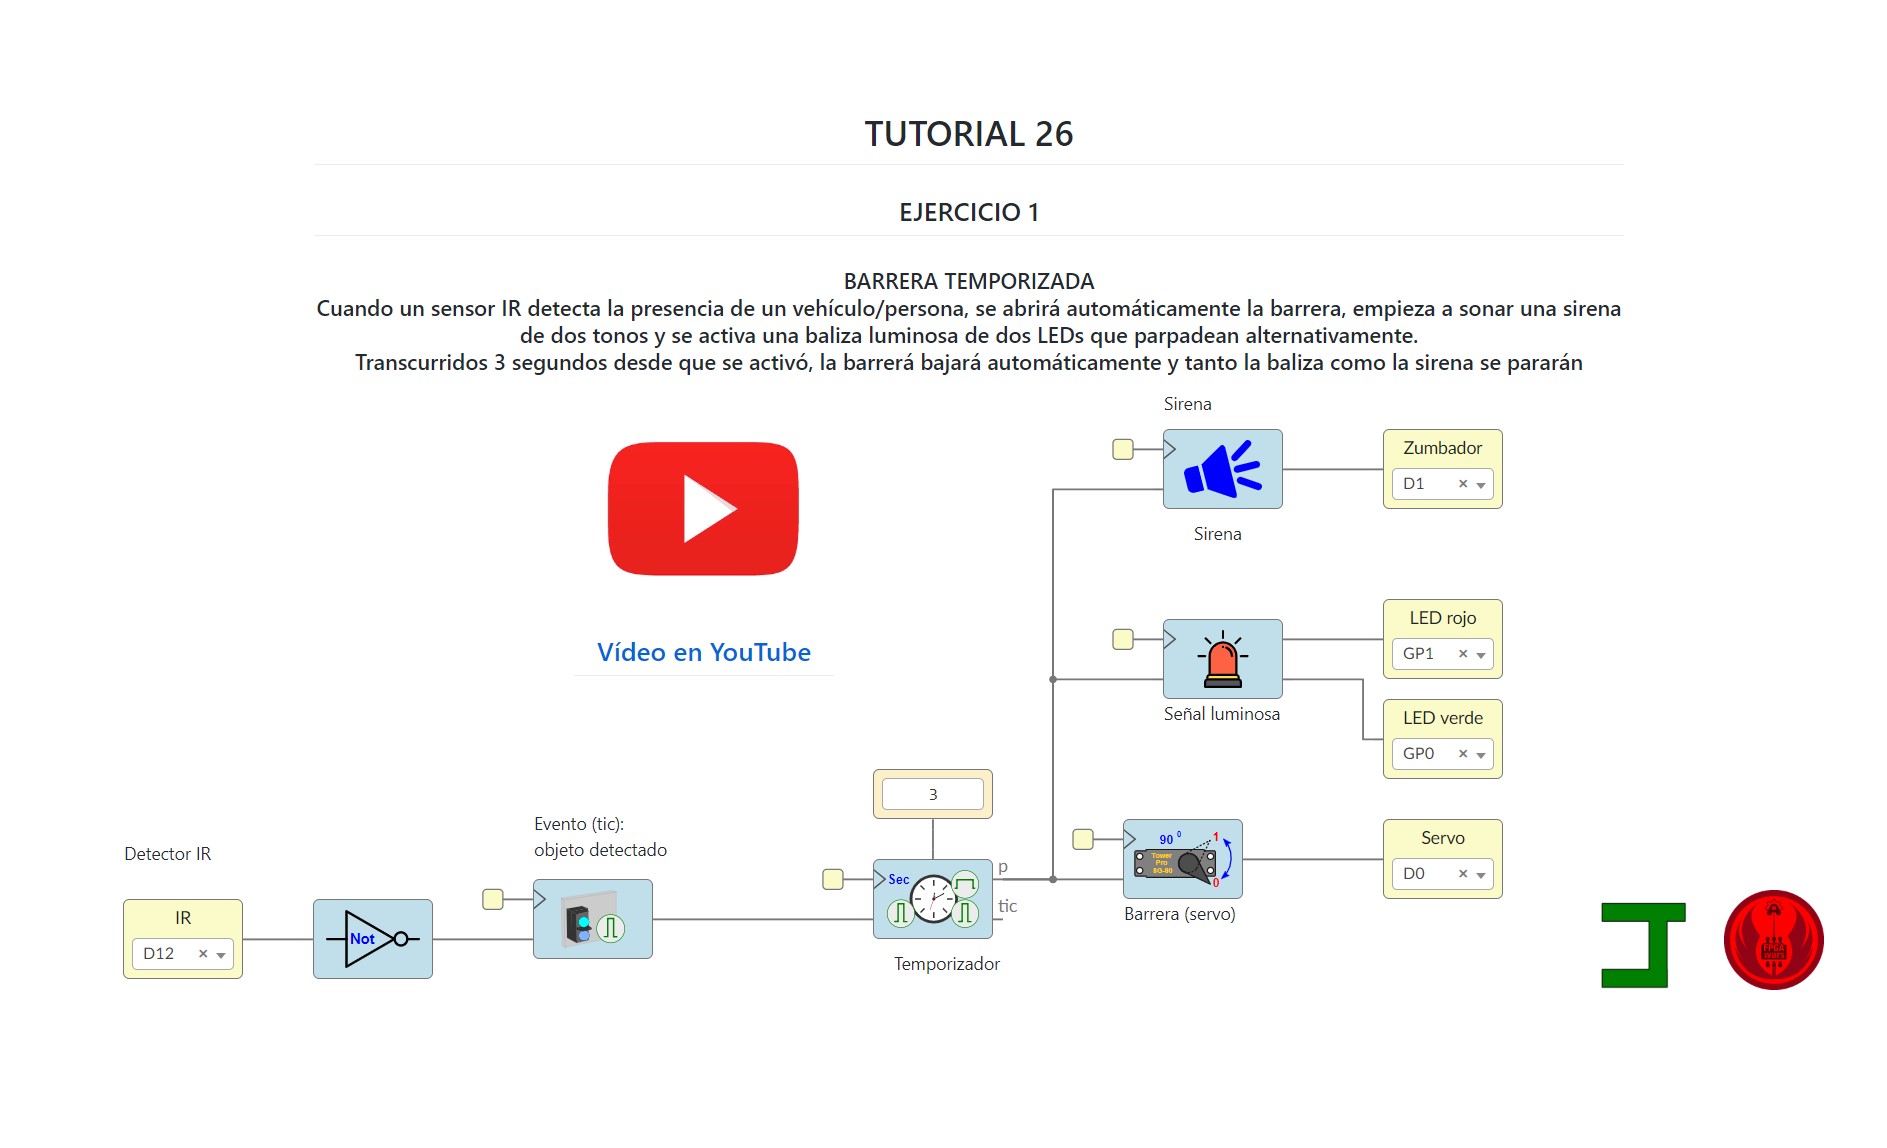 TUTORIAL 26
EJERCICIO 1
BARRERA TEMPORIZADA
Cuando un sensor IR detecta la presencia de un vehículo/persona, se abrirá automáticamente la barrera, empieza a sonar una sirena
de dos tonos y se activa una baliza luminosa de dos LEDs que parpadean alternativamente.
Transcurridos 3 segundos desde que se activó, la barrerá bajará automáticamente y tanto la baliza como la sirena se pararán
Sirena
Zumbador
D1
Sirena
Vídeo en YouTube
LED rojo
GP1
Señal luminosa
LED verde
GP0
3
Evento (tic):
objeto detectado
Detector IR
IR
D12
Not
Sec
p
tic
Temporizador
90 0
1
Tower
Pro
SG-90
0
Barrera (servo)
Servo
D0
FPGA
wars